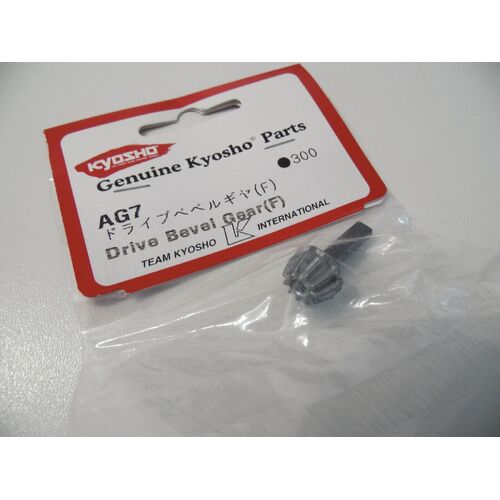 KYOSHO
Genuine Kyosho Parts
●300
AG7
ドライブベベルギヤ(F)
Drive Bevel Gear(F)
TEAM KYOSHO K INTERNATIONAL